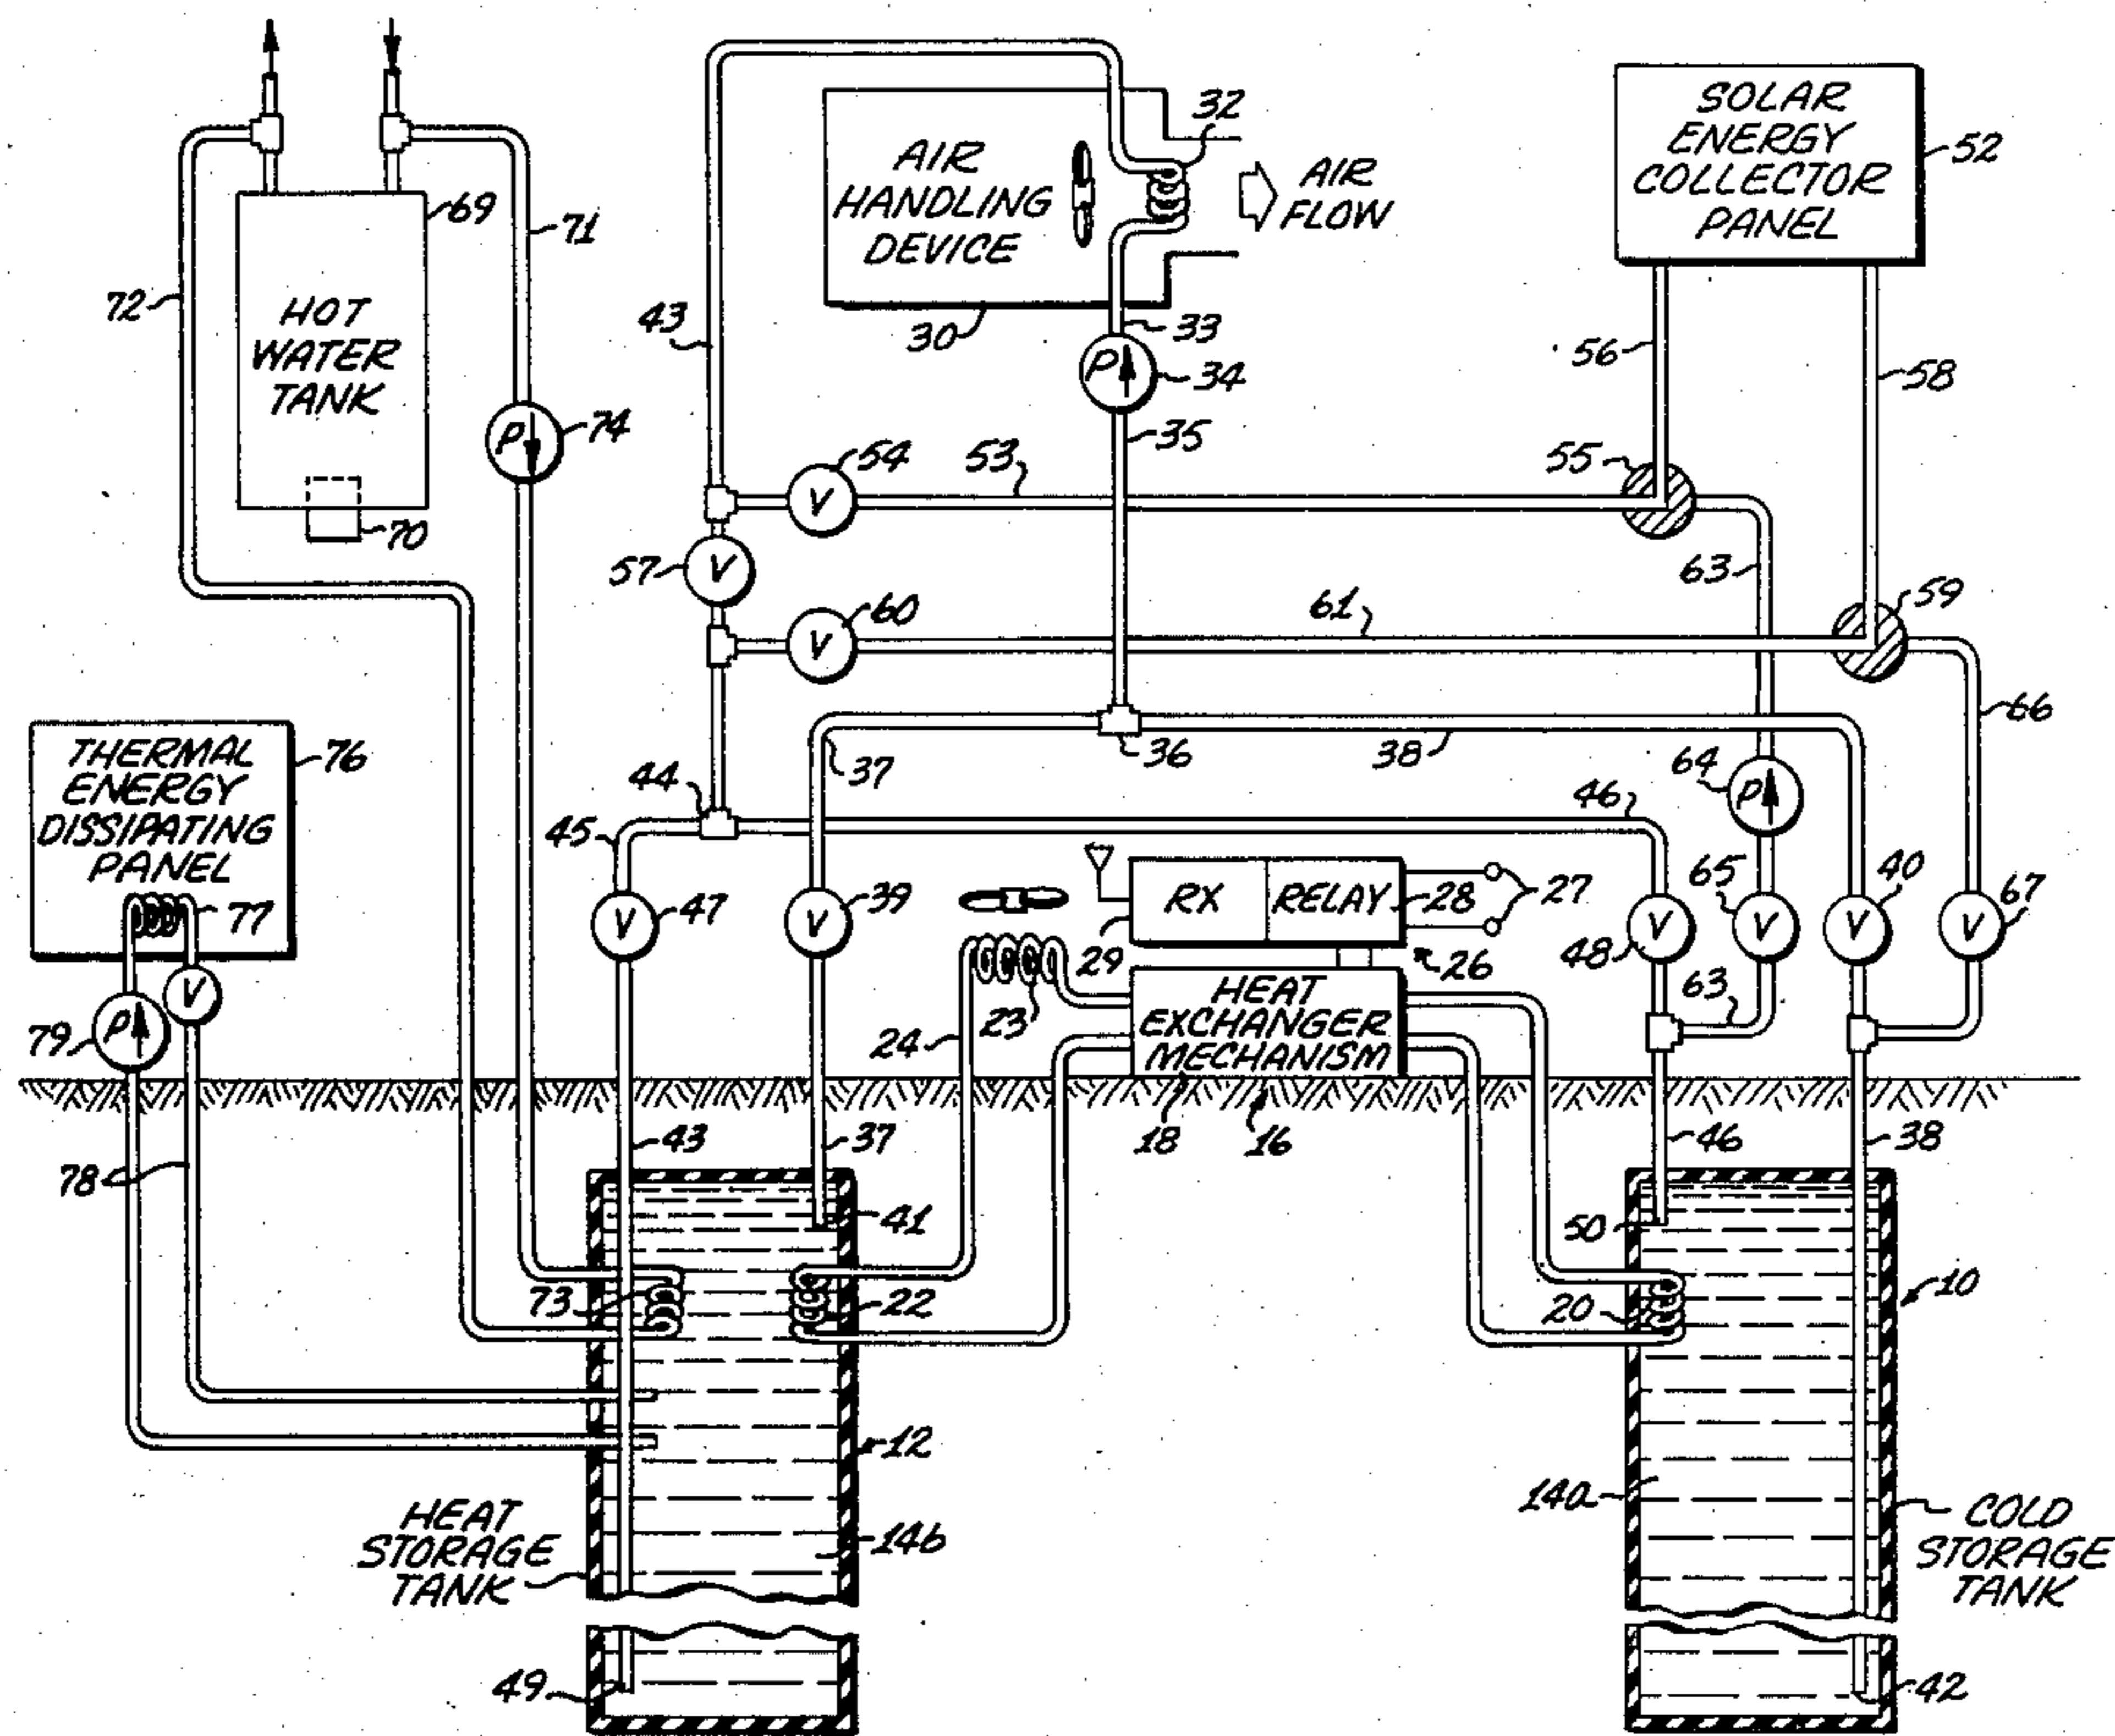 SOLAR
ENERGY
COLLECTOR
PANEL
52
32
AIR
HANDLING
DEVICE
AIR
FLOW
69
71
72
HOT
WATER
TANK
43
30
33
P
34
56
58
P
74
35
54
53
55
V
70
57
V
63
59
60
61
V
66
THERMAL
ENERGY
DISSIPATING
PANEL
76
37
36
38
64
P
44
46
45
77
V
47
V
39
RX
RELAY
28
27
29
26
V
48
65
V
40
V
67
V
V
79
P
24
23
HEAT
EXCHANGER
MECHANISM
63
18
16
78
43
37
46
38
41
50
73
22
20
10
12
14a
HEAT
STORAGE
TANK
14b
COLD
STORAGE
TANK
49
42